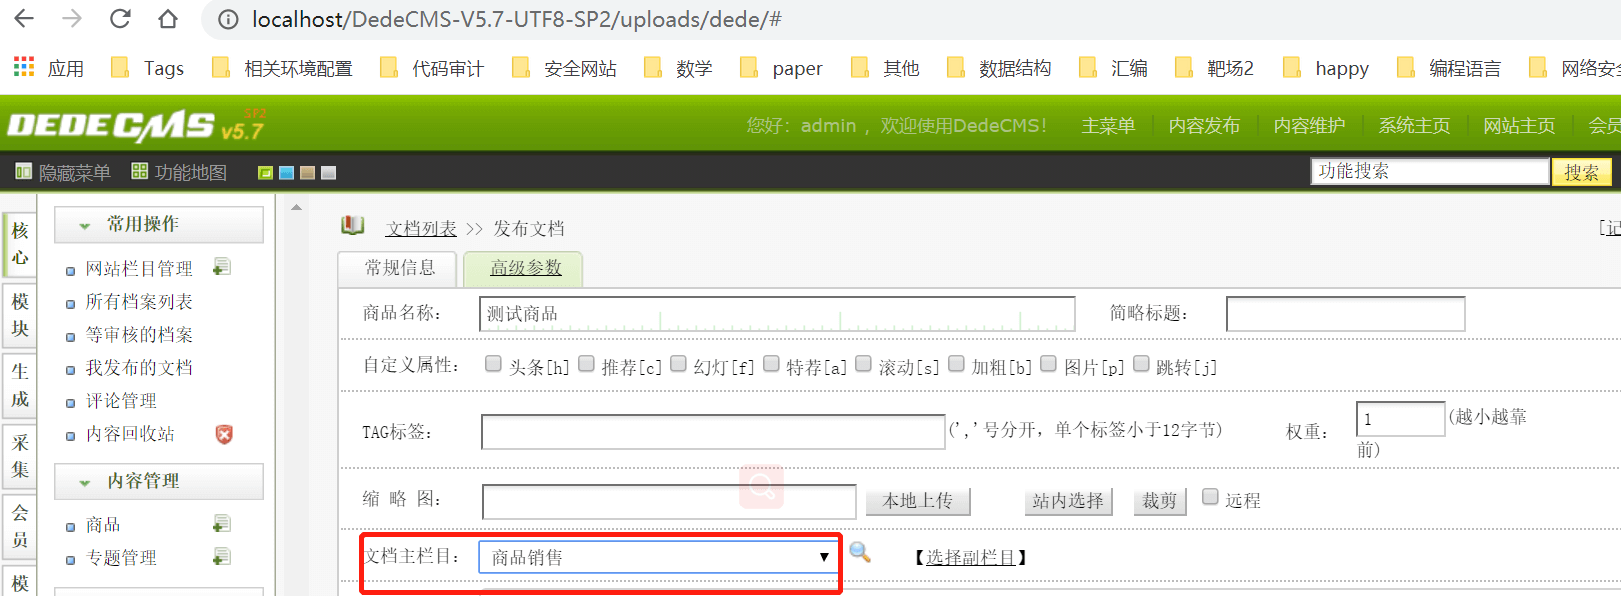 localhost/DedeCMS-V5.7-UTF8-SP2/uploads/dede/#
应用 Tags 相关环境配置 代码审计 安全网站 数学 paper 其他 数据结构 汇编 靶场2 happy 编程语言 网络安全
DEDECMS v5.7 SP2 您好: admin ，欢迎使用DedeCMS! 主菜单 内容发布 内容维护 系统主页 网站主页 会员
隐藏菜单 功能地图 功能搜索 搜索
核心
模块
生成
采集
会员
模
常用操作
网站栏目管理
所有档案列表
等审核的档案
我发布的文档
评论管理
内容回收站
内容管理
商品
专题管理
文档列表 >> 发布文档 [记
常规信息 高级参数
商品名称： 测试商品 简略标题：
自定义属性： 头条[h] 推荐[c] 幻灯[f] 特荐[a] 滚动[s] 加粗[b] 图片[p] 跳转[j]
TAG标签： (','号分开，单个标签小于12字节) 权重： 1 (越小越靠
前)
缩 略 图： 本地上传 站内选择 裁剪 远程
文档主栏目： 商品销售 【选择副栏目】